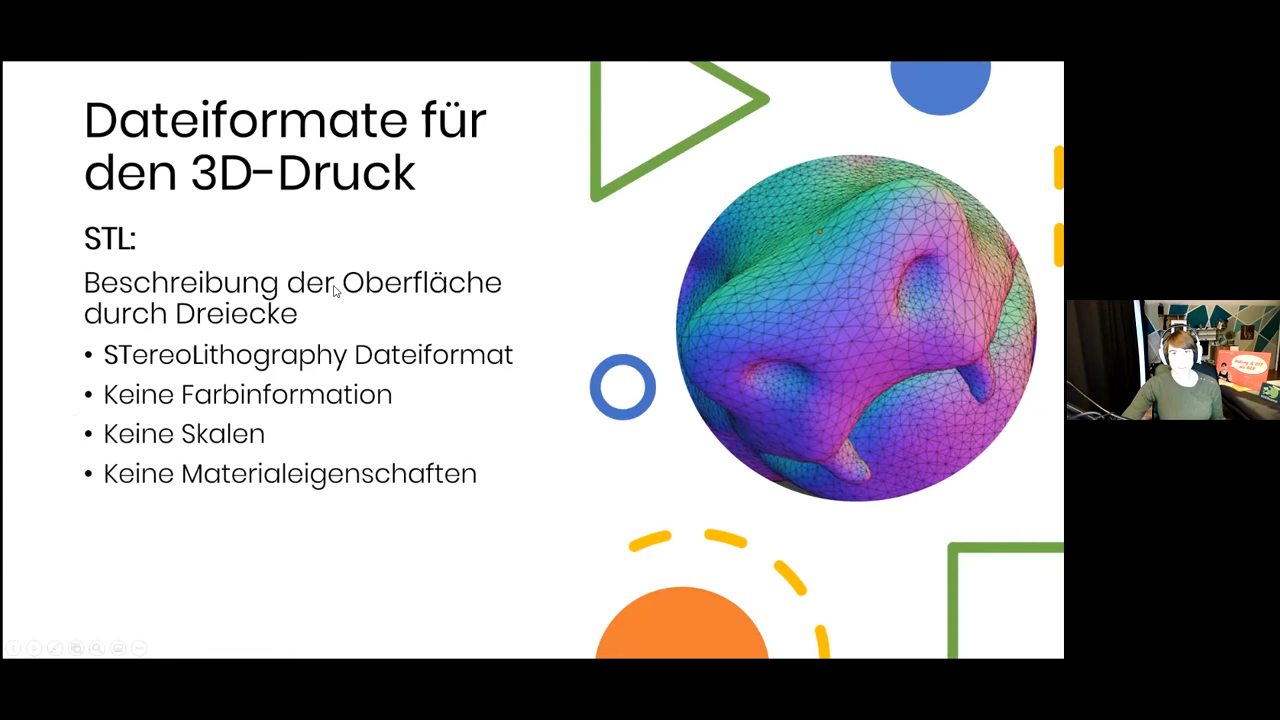 Dateiformate für
den 3D-Druck
STL:
Beschreibung der Oberfläche
durch Dreiecke
• STereoLithography Dateiformat
• Keine Farbinformation
• Keine Skalen
• Keine Materialeigenschaften